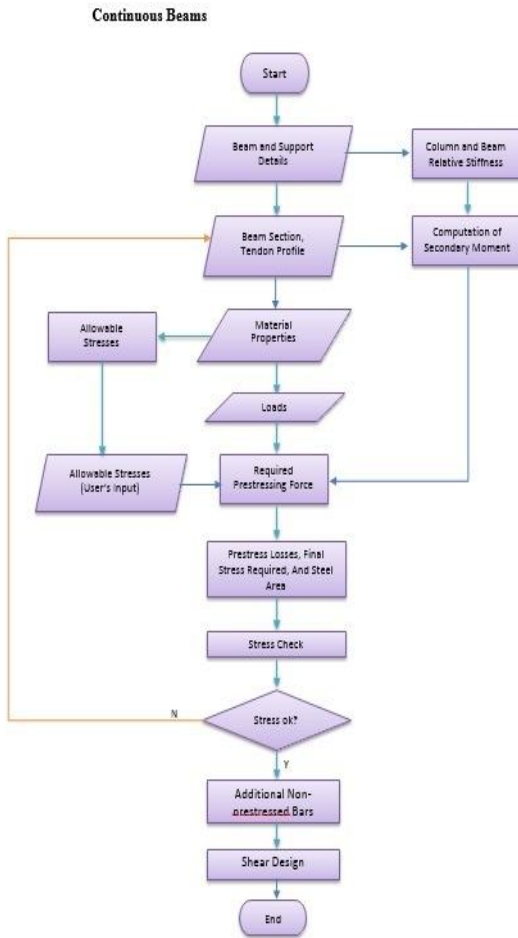 Continuous Beams
Start
Beam and Support
Details
Column and Beam
Relative Stiffness
Beam Section,
Tendon Profile
Computation of
Secondary Moment
Allowable
Stresses
Material
Properties
Loads
Allowable Stresses
(User's Input)
Required
Prestressing Force
Prestress Losses, Final
Stress Required, And Steel
Area
Stress Check
N
Stress ok?
Y
Additional Non-
prestressed Bars
Shear Design
End